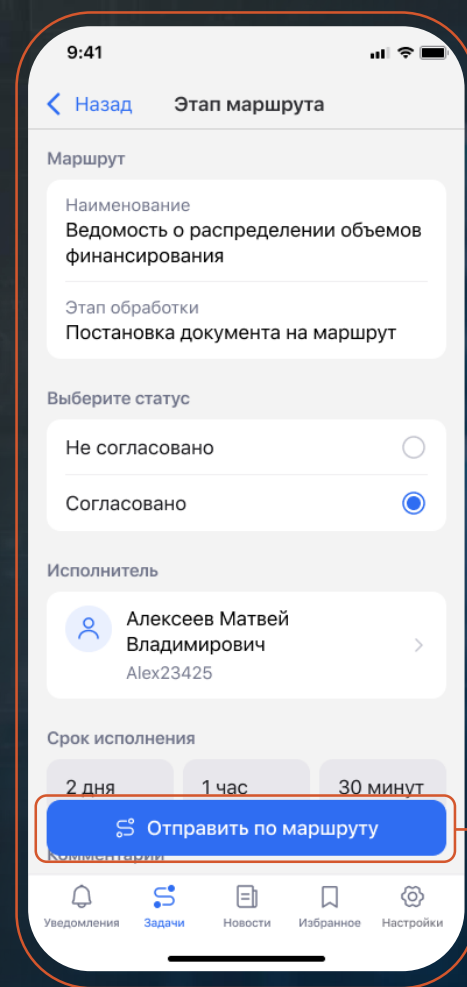 9:41
Назад
Этап маршрута
Маршрут
Наименование
Ведомость о распределении объемов
финансирования
Этап обработки
Постановка документа на маршрут
Выберите статус
Не согласовано
Согласовано
Исполнитель
Алексеев Матвей
Владимирович
Alex23425
Срок исполнения
2 дня 1 час 30 минут
Отправить по маршруту
Комментарий
Уведомления Задачи Новости Избранное Настройки